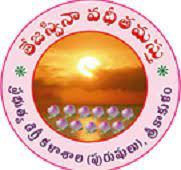 తేజస్వినా వధీతమస్తు
ప్రభుత్వ డిగ్రీ కళాశాల (పురుషులు), శ్రీకాకుళం